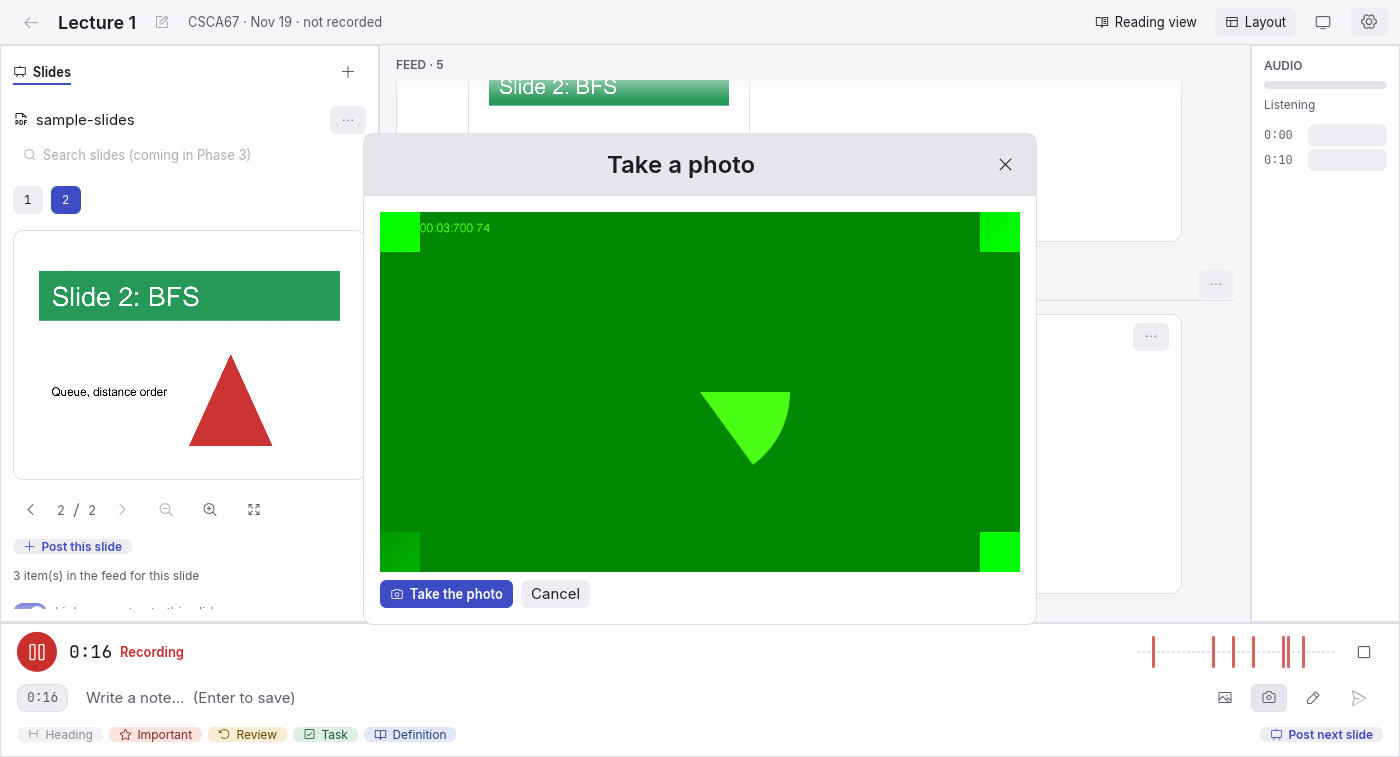 Lecture 1
CSCA67 · Nov 19 · not recorded
Reading view
Layout
Slides
sample-slides
Search slides (coming in Phase 3)
1
2
Slide 2: BFS
Queue, distance order
2 / 2
Post this slide
3 item(s) in the feed for this slide
FEED · 5
Slide 2: BFS
Take a photo
00:03:700 74
Take the photo
Cancel
AUDIO
Listening
0:00
0:10
0:16 Recording
0:16 Write a note... (Enter to save)
Heading
Important
Review
Task
Definition
Post next slide